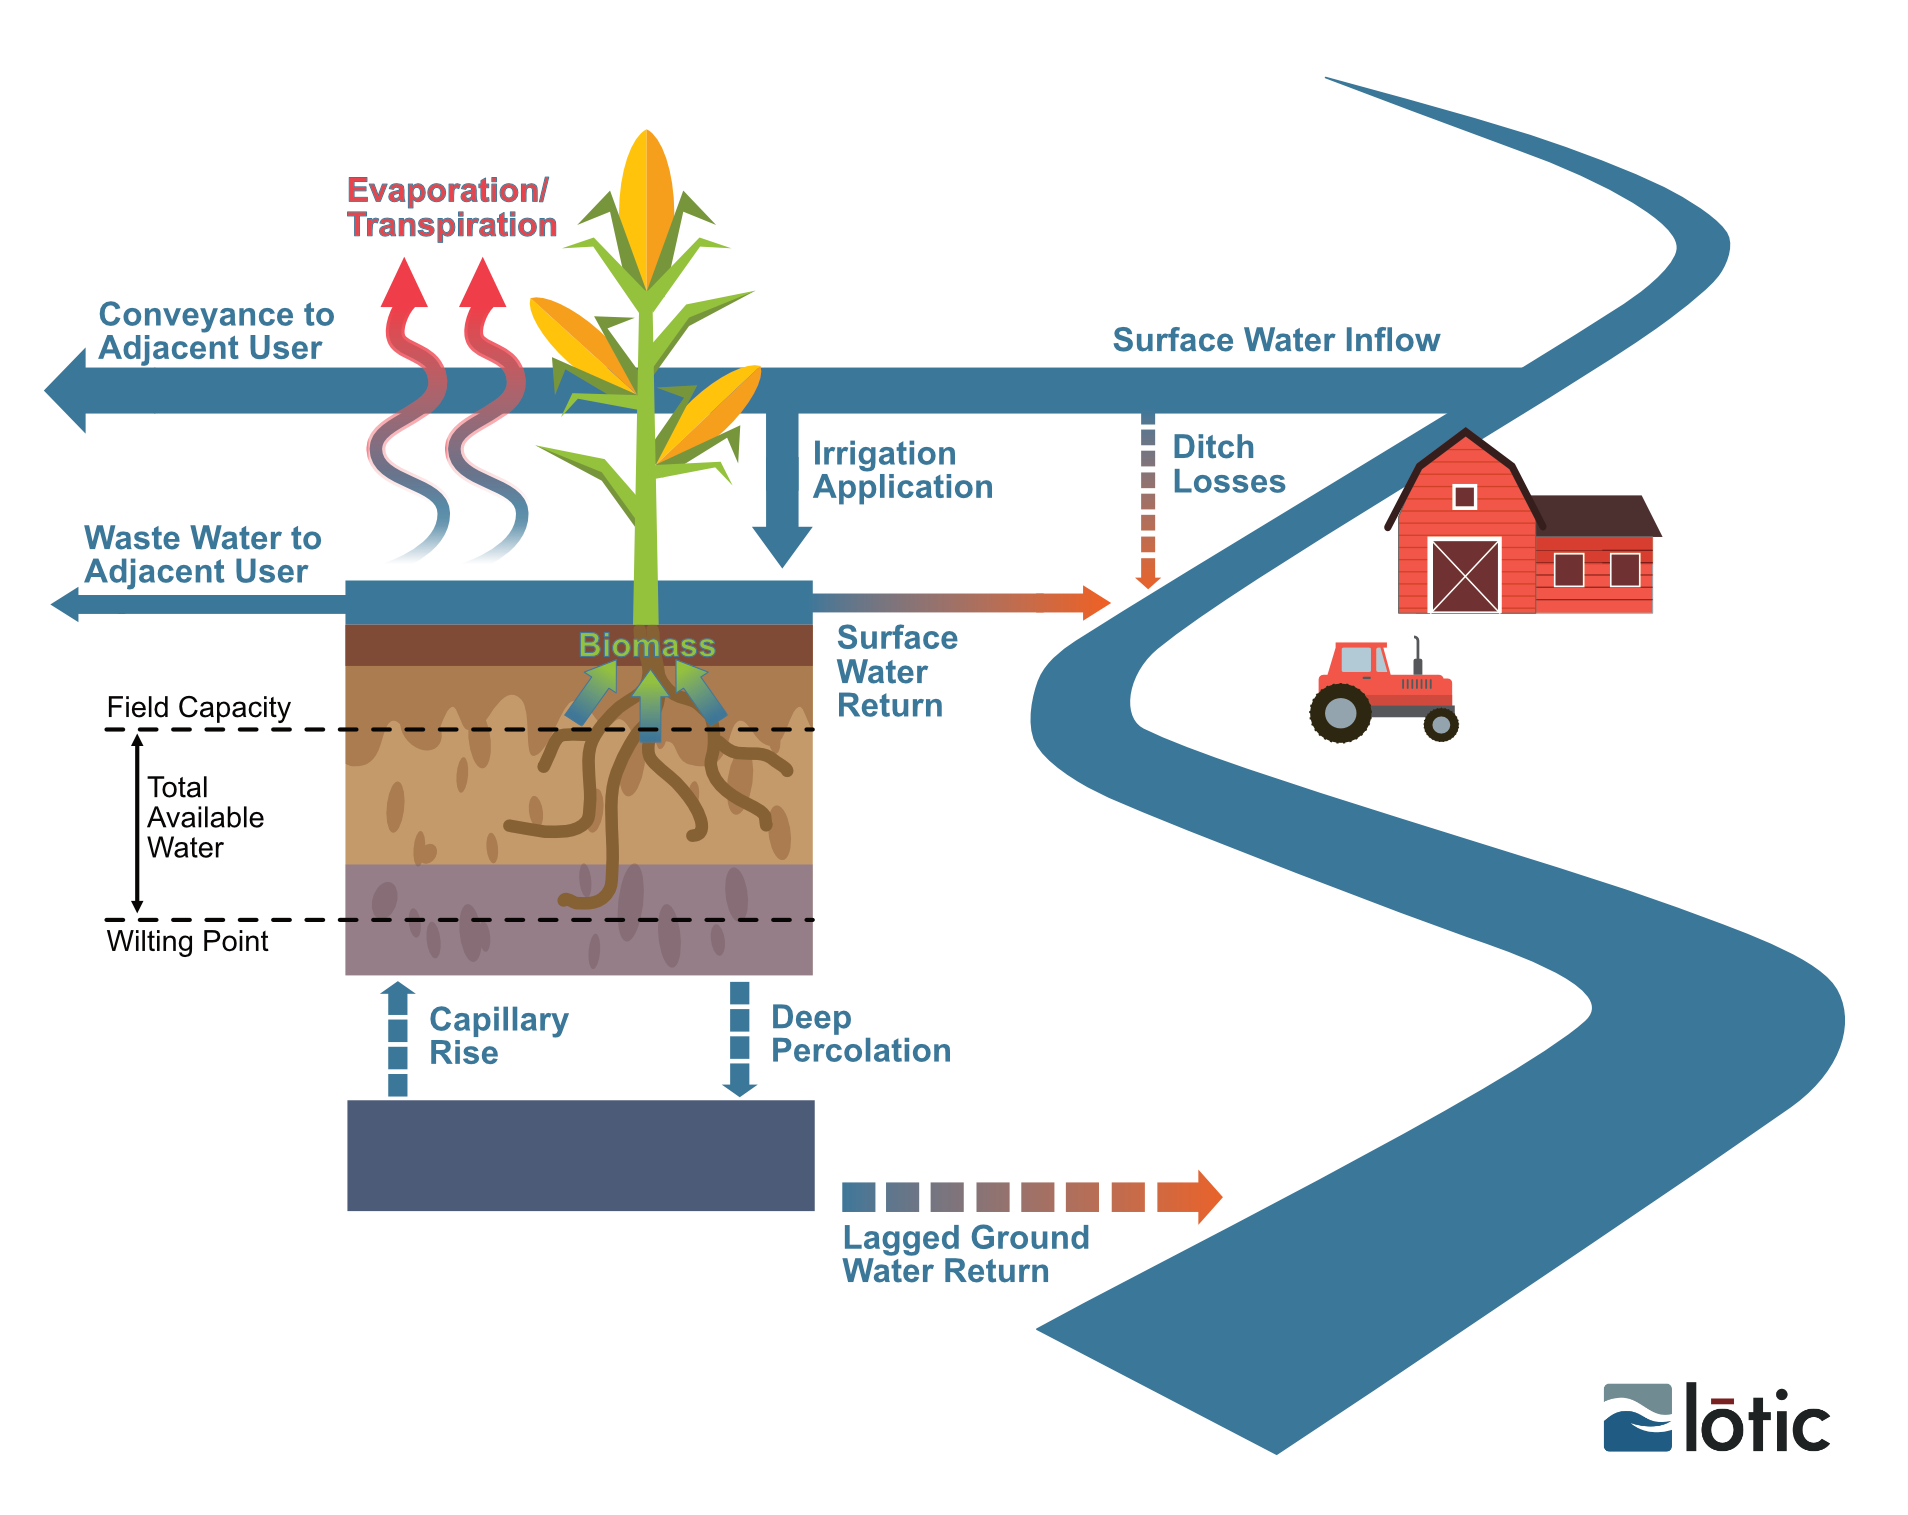 Evaporation/
Transpiration
Conveyance to
Adjacent User
Surface Water Inflow
Irrigation
Application
Ditch
Losses
Waste Water to
Adjacent User
Biomass
Surface
Water
Return
Field Capacity
Total
Available
Water
Wilting Point
Capillary
Rise
Deep
Percolation
Lagged Ground
Water Return
lōtic